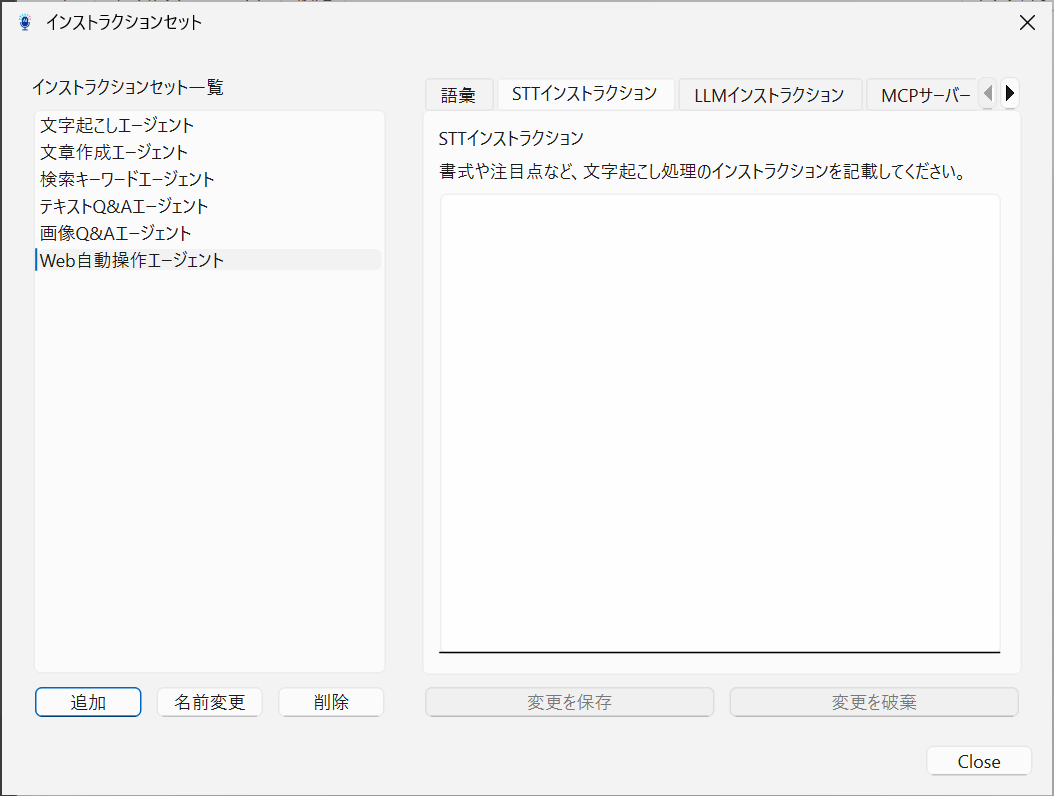 インストラクションセット
インストラクションセット一覧
文字起こしエージェント
文章作成エージェント
検索キーワードエージェント
テキストQ&Aエージェント
画像Q&Aエージェント
Web自動操作エージェント
追加
名前変更
削除
語彙
STTインストラクション
LLMインストラクション
MCPサーバー
STTインストラクション
書式や注目点など、文字起こし処理のインストラクションを記載してください。
変更を保存
変更を破棄
Close